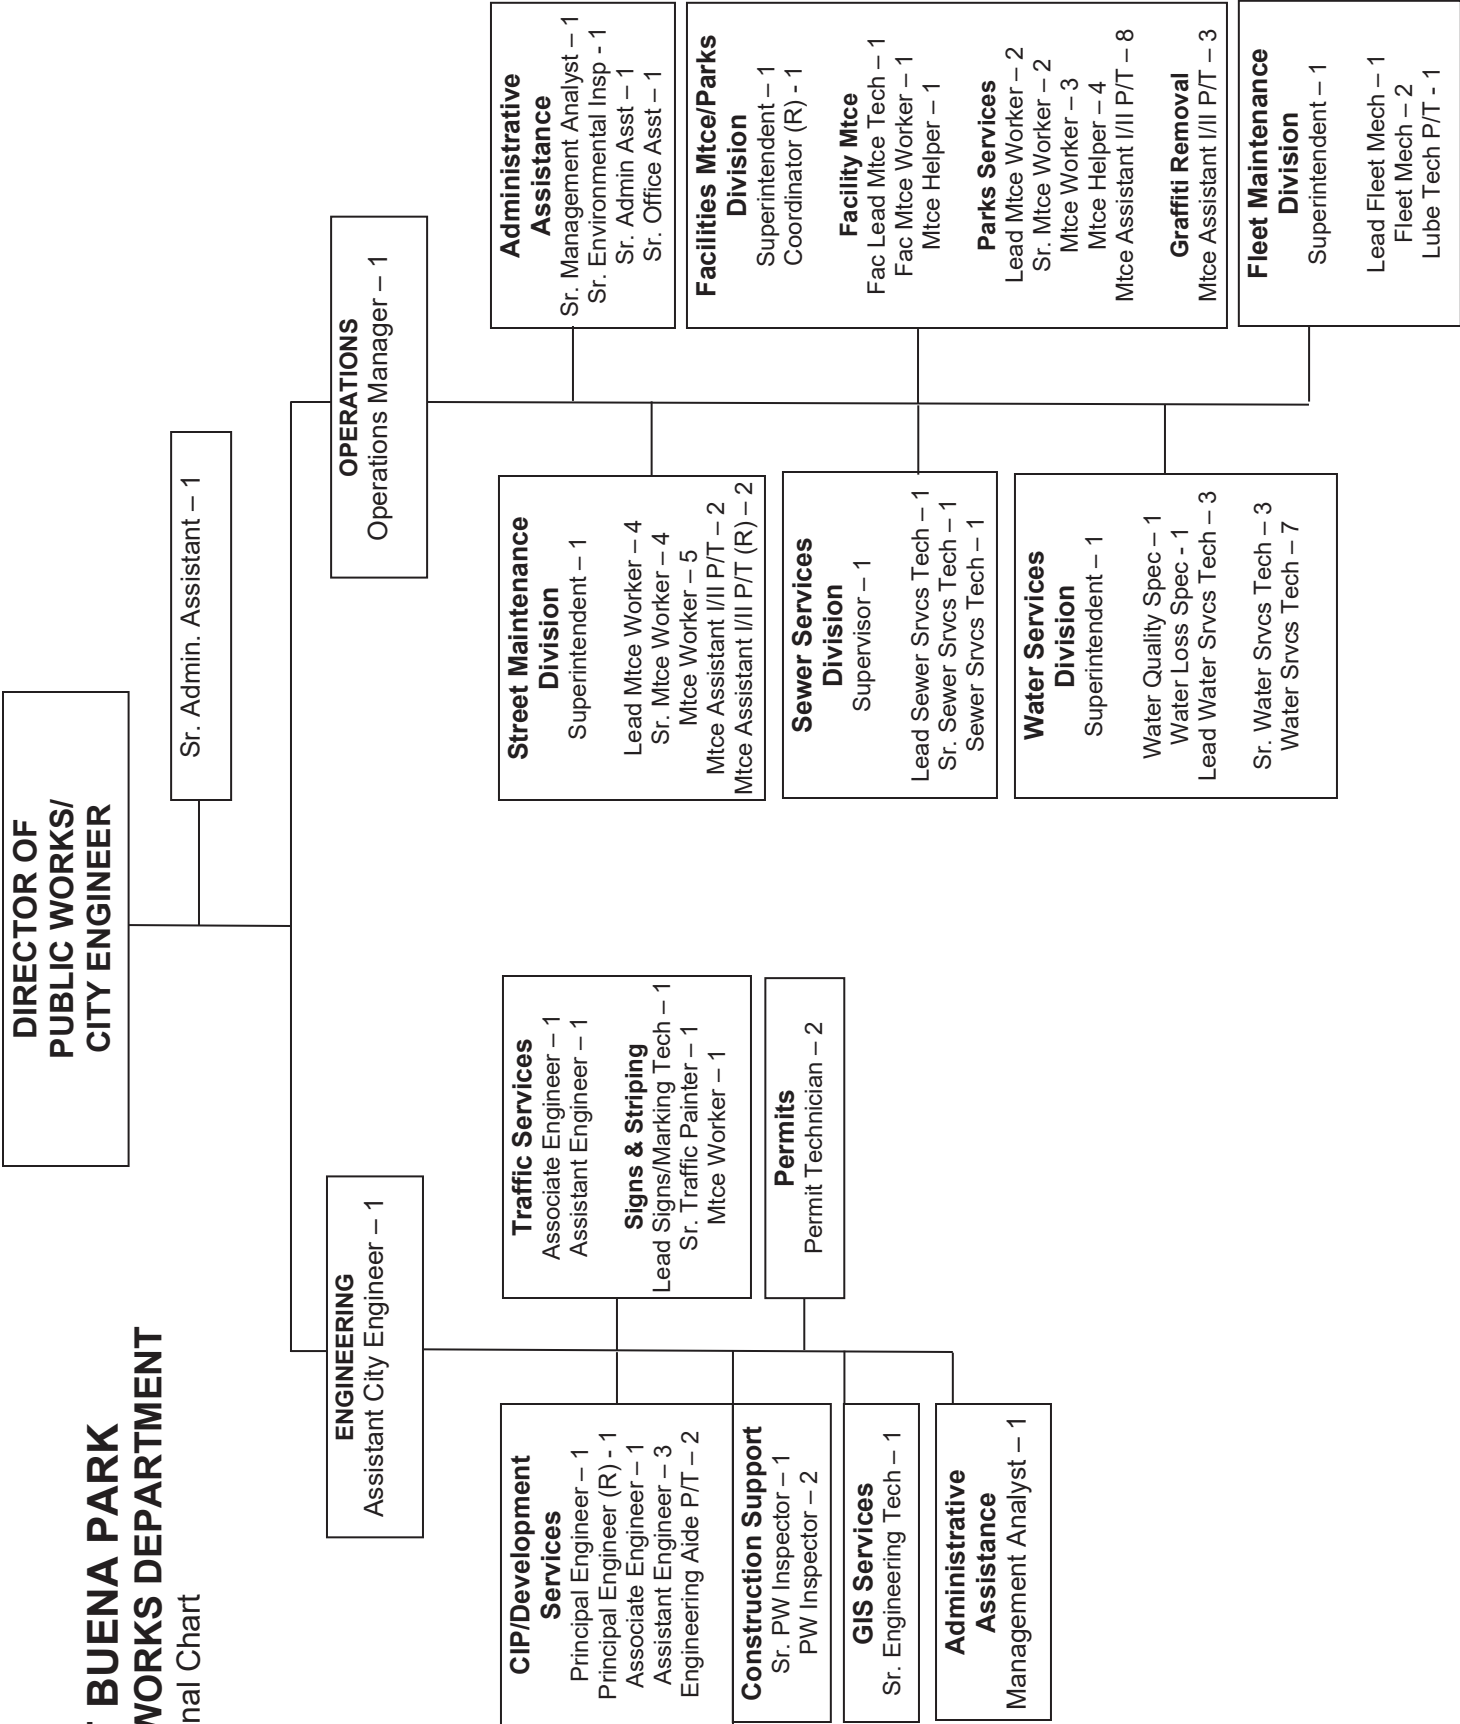 BUENA PARK
WORKS DEPARTMENT
Chart
DIRECTOR OF
PUBLIC WORKS/
CITY ENGINEER
Sr. Admin. Assistant – 1
ENGINEERING
Assistant City Engineer – 1
OPERATIONS
Operations Manager – 1
CIP/Development
Services
Principal Engineer – 1
Principal Engineer (R) - 1
Associate Engineer – 1
Assistant Engineer – 3
Engineering Aide P/T – 2
Construction Support
Sr. PW Inspector – 1
PW Inspector – 2
GIS Services
Sr. Engineering Tech – 1
Administrative
Assistance
Management Analyst – 1
Traffic Services
Associate Engineer – 1
Assistant Engineer – 1
Signs & Striping
Lead Signs/Marking Tech – 1
Sr. Traffic Painter – 1
Mtce Worker – 1
Permits
Permit Technician – 2
Street Maintenance
Division
Superintendent – 1
Lead Mtce Worker – 4
Sr. Mtce Worker – 4
Mtce Worker – 5
Mtce Assistant I/II P/T – 2
Mtce Assistant I/II P/T (R) – 2
Sewer Services
Division
Supervisor – 1
Lead Sewer Srvcs Tech – 1
Sr. Sewer Srvcs Tech – 1
Sewer Srvcs Tech – 1
Water Services
Division
Superintendent – 1
Water Quality Spec – 1
Water Loss Spec - 1
Lead Water Srvcs Tech – 3
Sr. Water Srvcs Tech – 3
Water Srvcs Tech – 7
Administrative
Assistance
Sr. Management Analyst – 1
Sr. Environmental Insp - 1
Sr. Admin Asst – 1
Sr. Office Asst – 1
Facilities Mtce/Parks
Division
Superintendent – 1
Coordinator (R) - 1
Facility Mtce
Fac Lead Mtce Tech – 1
Fac Mtce Worker – 1
Mtce Helper – 1
Parks Services
Lead Mtce Worker – 2
Sr. Mtce Worker – 2
Mtce Worker – 3
Mtce Helper – 4
Mtce Assistant I/II P/T – 8
Graffiti Removal
Mtce Assistant I/II P/T – 3
Fleet Maintenance
Division
Superintendent – 1
Lead Fleet Mech – 1
Fleet Mech – 2
Lube Tech P/T - 1